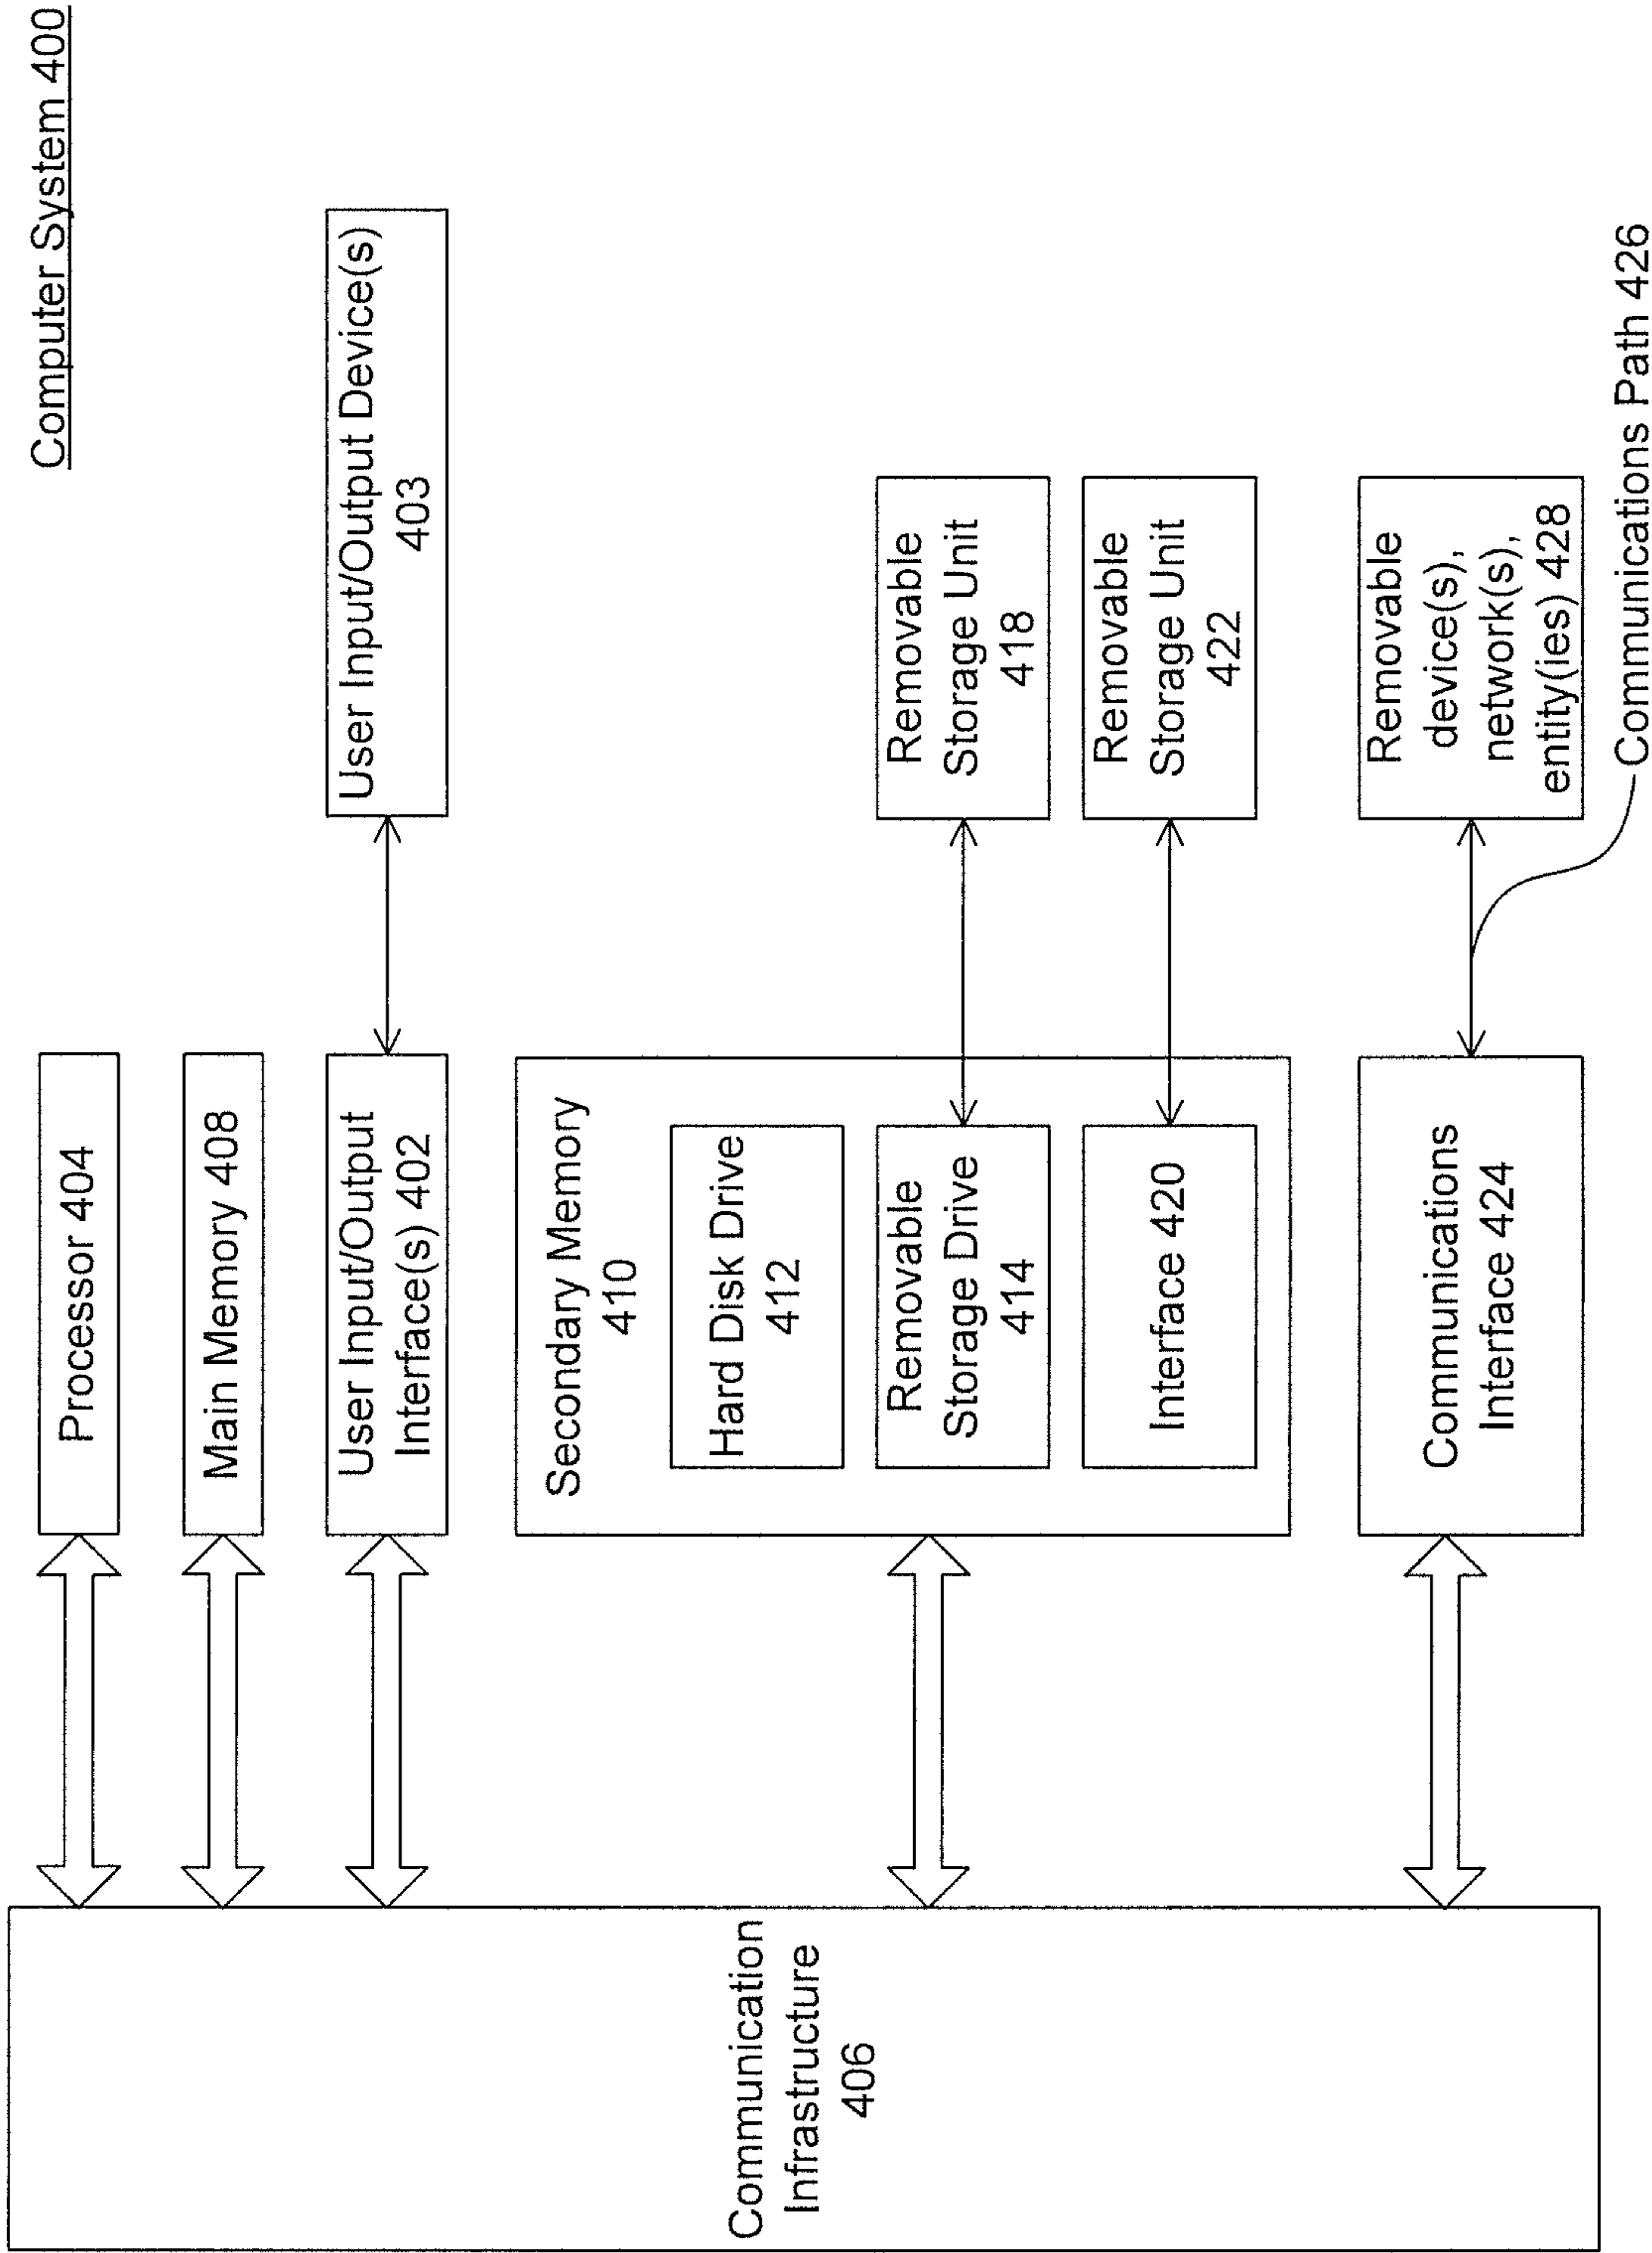 Computer System 400
Processor 404
Main Memory 408
User Input/Output
Interface(s) 402
User Input/Output Device(s)
403
Secondary Memory
410
Hard Disk Drive
412
Removable
Storage Drive
414
Removable
Storage Unit
418
Interface 420
Removable
Storage Unit
422
Communications
Interface 424
Removable
device(s),
network(s),
entity(ies) 428
Communications Path 426
Communication
Infrastructure
406